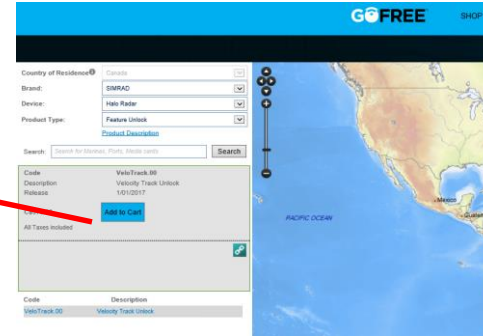 GOFREE SHOP
Country of Residence Canada
Brand: SIMRAD
Device: Halo Radar
Product Type: Feature Unlock
Product Description
Search: Search for Marinas, Ports, Media cards Search
Code VeloTrack.00
Description Velocity Track Unlock
Release 1/01/2017
Add to Cart
All Taxes included
Code Description
VeloTrack.00 Velocity Track Unlock
PACIFIC OCEAN
Mexico